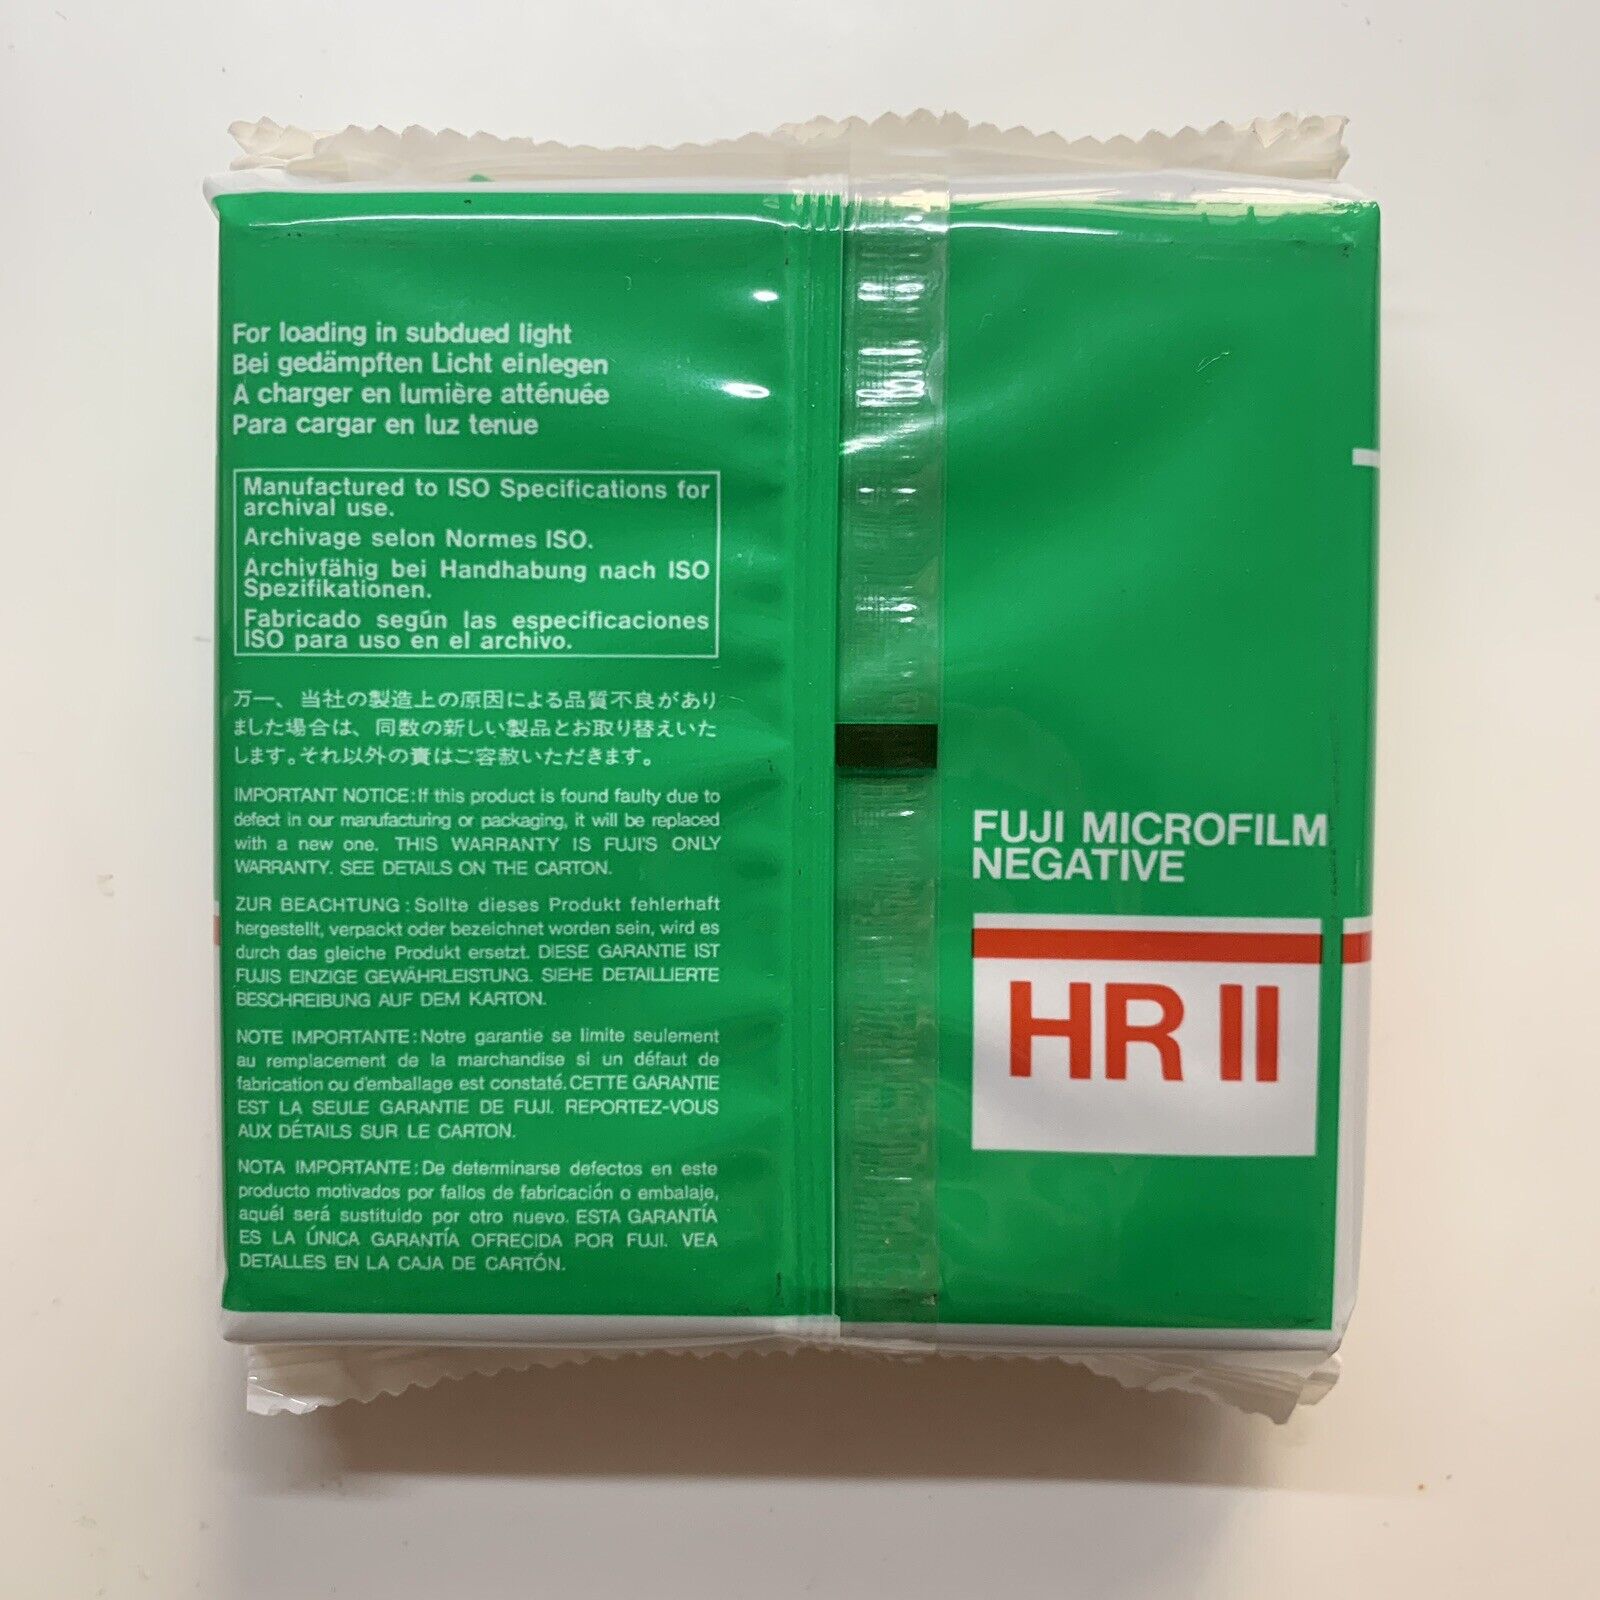 For loading in subdued light
Bei gedämpften Licht einlegen
A charger en lumière atténuée
Para cargar en luz tenue
Manufactured to ISO Specifications for
archival use.
Archivage selon Normes ISO.
Archivfähig bei Handhabung nach ISO
Spezifikationen.
Fabricado según las especificaciones
ISO para uso en el archivo.
万一、当社の製造上の原因による品質不良があり
ました場合は、同数の新しい製品とお取り替えいた
します。それ以外の責はご容赦いただきます。
IMPORTANT NOTICE:If this product is found faulty due to
defect in our manufacturing or packaging, it will be replaced
with a new one. THIS WARRANTY IS FUJI'S ONLY
WARRANTY. SEE DETAILS ON THE CARTON.
ZUR BEACHTUNG:Sollte dieses Produkt fehlerhaft
hergestellt, verpackt oder bezeichnet worden sein, wird es
durch das gleiche Produkt ersetzt. DIESE GARANTIE IST
FUJIS EINZIGE GEWÄHRLEISTUNG. SIEHE DETAILLIERTE
BESCHREIBUNG AUF DEM KARTON.
NOTE IMPORTANTE:Notre garantie se limite seulement
au remplacement de la marchandise si un défaut de
fabrication ou d'emballage est constaté. CETTE GARANTIE
EST LA SEULE GARANTIE DE FUJI. REPORTEZ-VOUS
AUX DÉTAILS SUR LE CARTON.
NOTA IMPORTANTE:De determinarse defectos en este
producto motivados por fallos de fabricación o embalaje,
aquél será sustituido por otro nuevo. ESTA GARANTÍA
ES LA ÚNICA GARANTÍA OFRECIDA POR FUJI. VEA
DETALLES EN LA CAJA DE CARTÓN.
FUJI MICROFILM
NEGATIVE
HR II